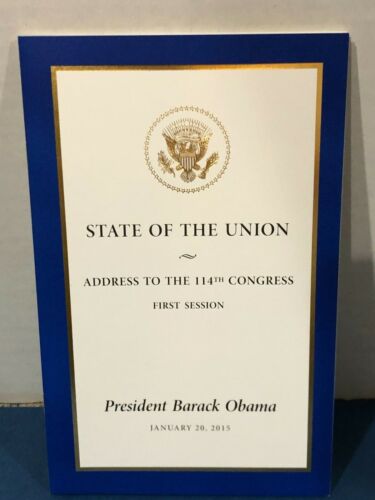 STATE OF THE UNION
~
ADDRESS TO THE 114TH CONGRESS
FIRST SESSION
President Barack Obama
JANUARY 20, 2015